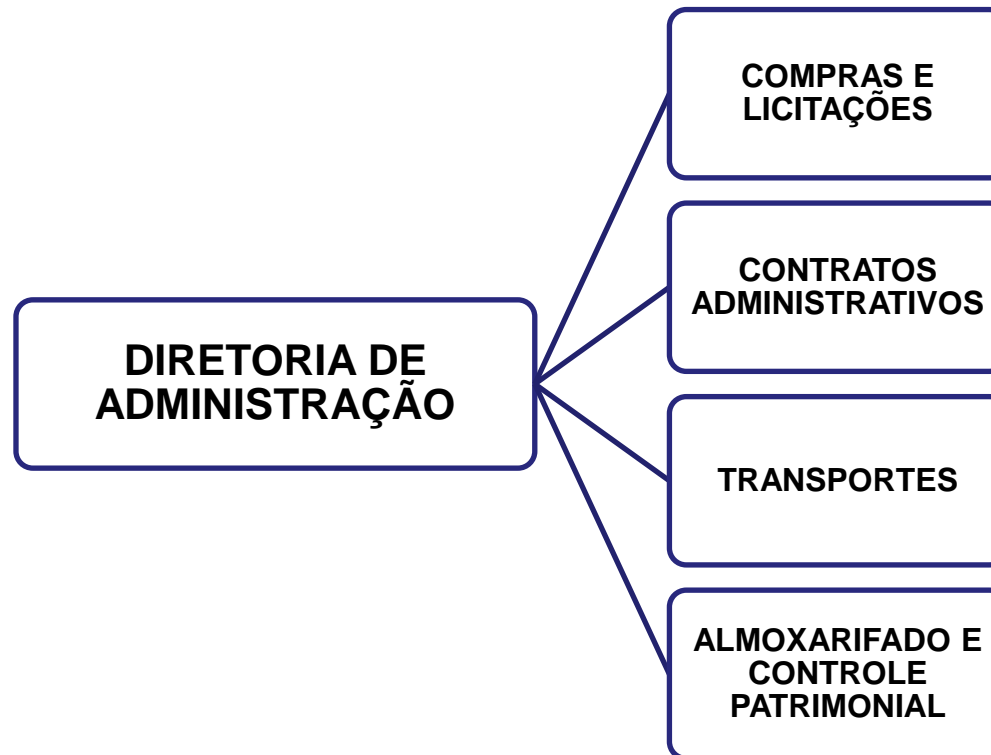 DIRETORIA DE
ADMINISTRAÇÃO
COMPRAS E
LICITAÇÕES
CONTRATOS
ADMINISTRATIVOS
TRANSPORTES
ALMOXARIFADO E
CONTROLE
PATRIMONIAL